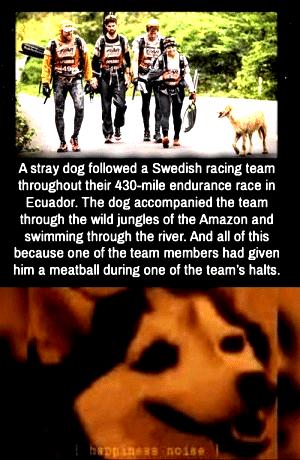 A stray dog followed a Swedish racing team
throughout their 430-mile endurance race in
Ecuador. The dog accompanied the team
through the wild jungles of the Amazon and
swimming through the river. And all of this
because one of the team members had given
him a meatball during one of the team's halts.
[ happiness noise ]